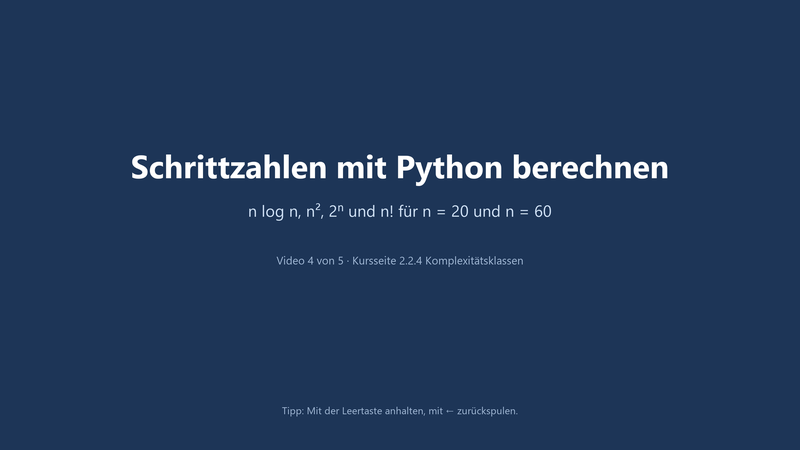 Schrittzahlen mit Python berechnen
n log n, n², 2ⁿ und n! für n = 20 und n = 60
Video 4 von 5 · Kursseite 2.2.4 Komplexitätsklassen
Tipp: Mit der Leertaste anhalten, mit ← zurückspulen.